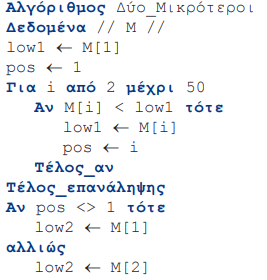 Αλγόριθμος Δύο_Μικρότεροι
Δεδομένα // M //
low1 ← M[1]
pos ← 1
Για i από 2 μέχρι 50
Αν M[i] < low1 τότε
low1 ← M[i]
pos ← i
Τέλος_αν
Τέλος_επανάληψης
Αν pos <> 1 τότε
low2 ← M[1]
αλλιώς
low2 ← M[2]